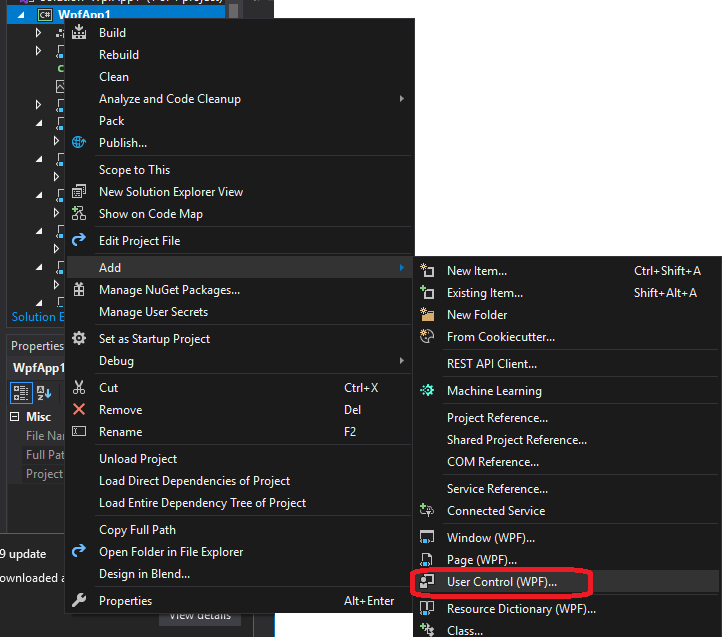 WpfApp1
Build
Rebuild
Clean
Analyze and Code Cleanup
Pack
Publish...
Scope to This
New Solution Explorer View
Show on Code Map
Edit Project File
Add
Manage NuGet Packages...
Manage User Secrets
Set as Startup Project
Debug
Cut Ctrl+X
Remove Del
Rename F2
Unload Project
Load Direct Dependencies of Project
Load Entire Dependency Tree of Project
Copy Full Path
Open Folder in File Explorer
Design in Blend...
Properties Alt+Enter
New Item... Ctrl+Shift+A
Existing Item... Shift+Alt+A
New Folder
From Cookiecutter...
REST API Client...
Machine Learning
Project Reference...
Shared Project Reference...
COM Reference...
Service Reference...
Connected Service
Window (WPF)...
Page (WPF)...
User Control (WPF)...
Resource Dictionary (WPF)...
Class...
Solution E
Properties
WpfApp1
Misc
File Na
Full Pat
Project
9 update
ownloaded a
View details